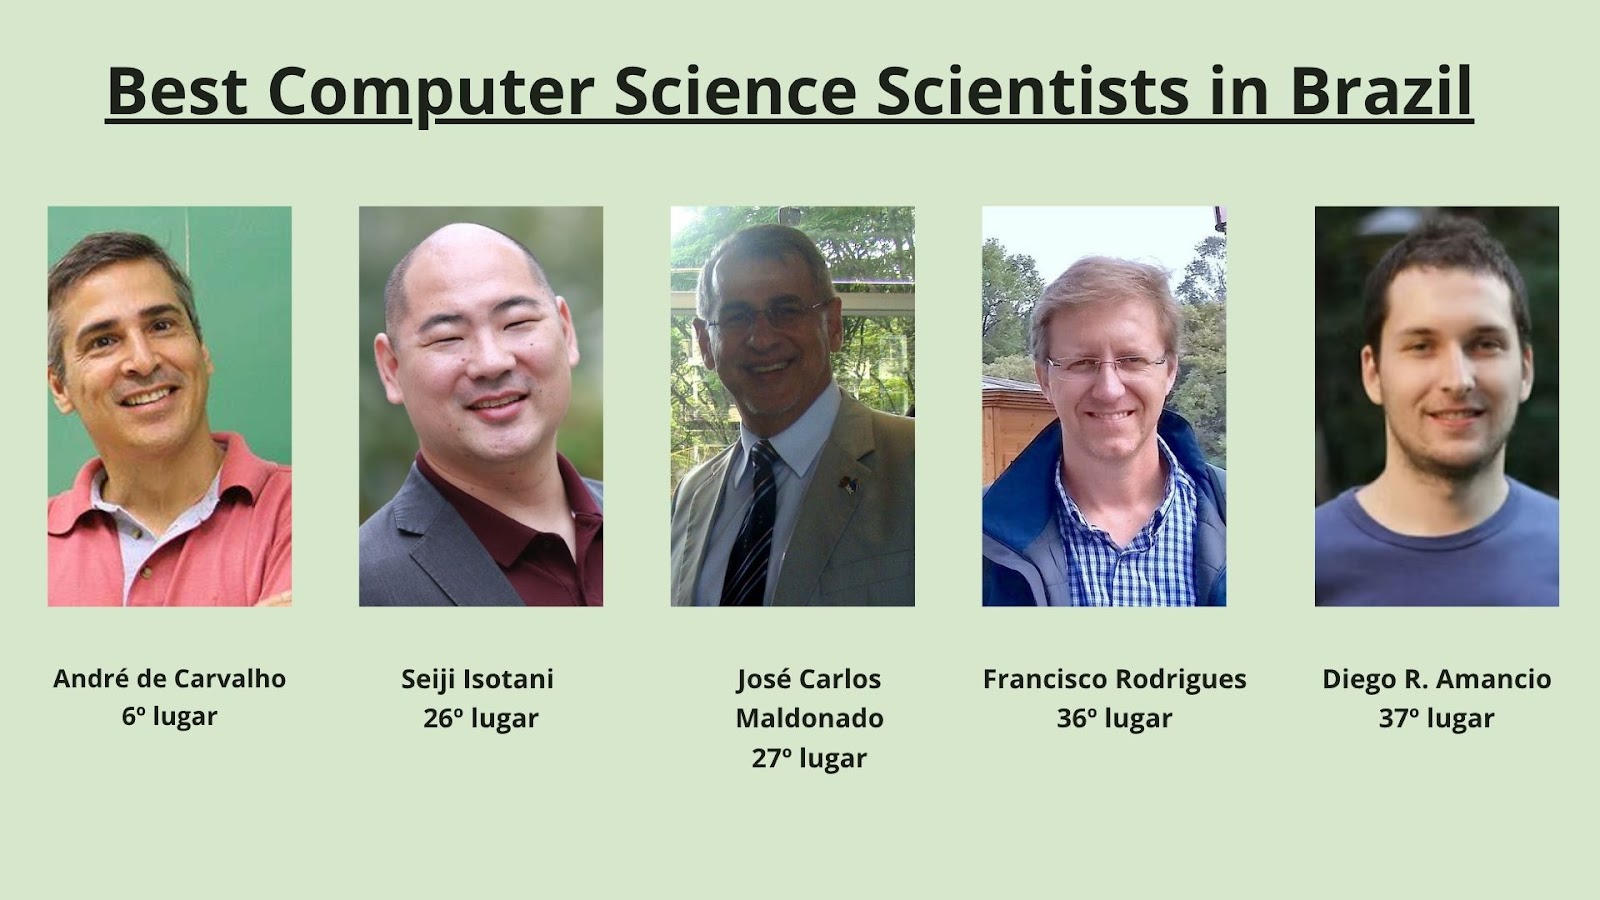 Best Computer Science Scientists in Brazil
André de Carvalho
6º lugar
Seiji Isotani
26º lugar
José Carlos
Maldonado
27º lugar
Francisco Rodrigues
36º lugar
Diego R. Amancio
37º lugar